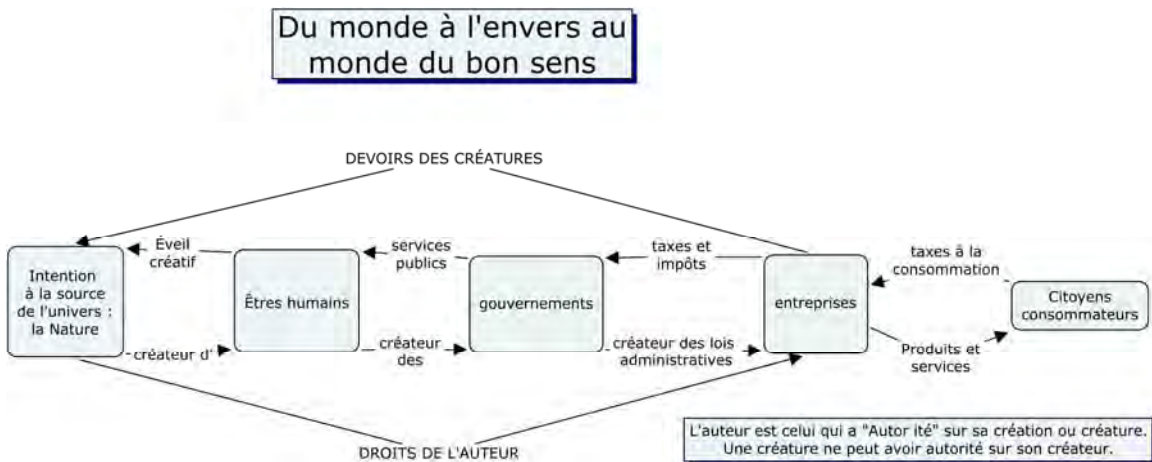 Du monde à l'envers au
monde du bon sens
DEVOIRS DES CRÉATURES
Éveil
créatif
services
publics
taxes et
impôts
taxes à la
consommation
Intention
à la source
de l'univers :
la Nature
Êtres humains
gouvernements
entreprises
Citoyens
consommateurs
créateur d'
créateur
des
créateur des lois
administratives
Produits et
services
DROITS DE L'AUTEUR
L'auteur est celui qui a "Autor ité" sur sa création ou créature.
Une créature ne peut avoir autorité sur son créateur.